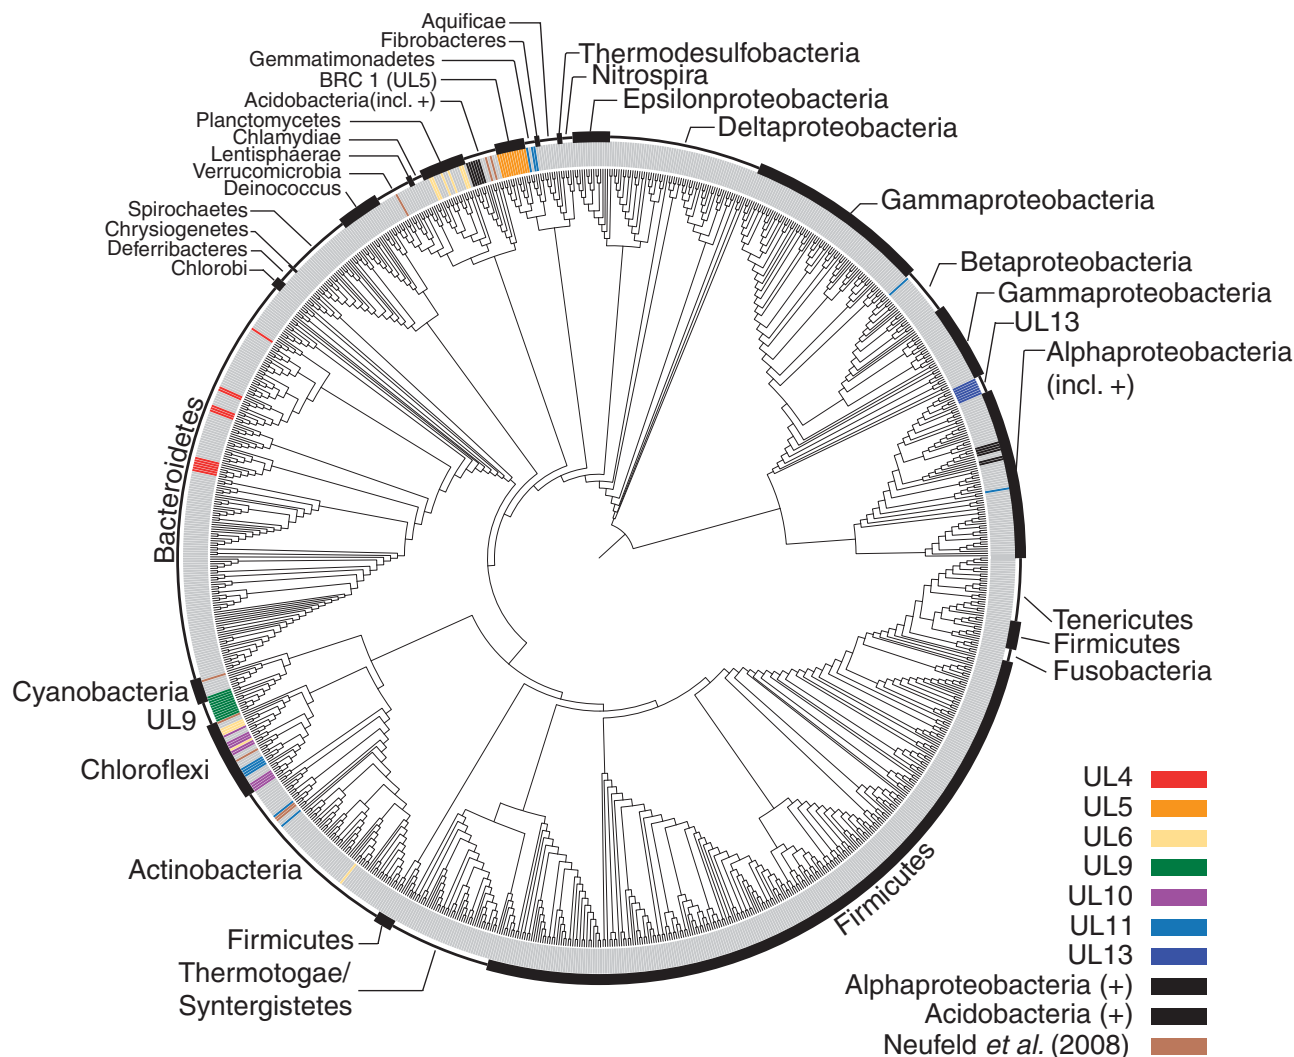 Aquificae
Fibrobacteres
Gemmatimonadetes
BRC 1 (UL5)
Acidobacteria(incl. +)
Planctomycetes
Chlamydiae
Lentisphaerae
Verrucomicrobia
Deinococcus
Spirochaetes
Chrysiogenetes
Deferribacteres
Chlorobi
Thermodesulfobacteria
Nitrospira
Epsilonproteobacteria
Deltaproteobacteria
Gammaproteobacteria
Betaproteobacteria
Gammaproteobacteria
UL13
Alphaproteobacteria
(incl. +)
Bacteroidetes
Tenericutes
Firmicutes
Fusobacteria
Cyanobacteria
UL9
Chloroflexi
Actinobacteria
Firmicutes
Thermotogae/
Syntergistetes
Firmicutes
UL4
UL5
UL6
UL9
UL10
UL11
UL13
Alphaproteobacteria (+)
Acidobacteria (+)
Neufeld et al. (2008)